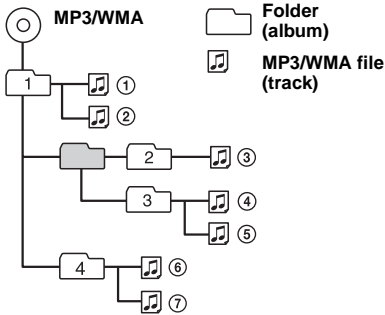 MP3/WMA
Folder
(album)
MP3/WMA file
(track)
1
①
②
2
③
3
④
⑤
4
⑥
⑦